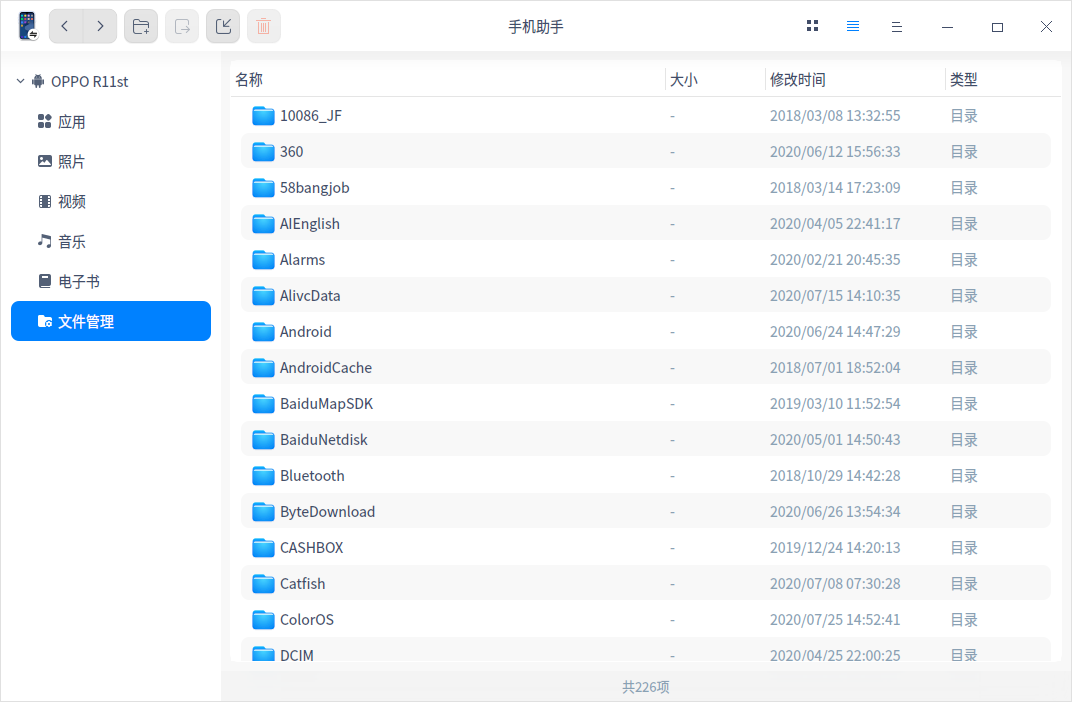 手机助手
OPPO R11st
应用
照片
视频
音乐
电子书
文件管理
名称 大小 修改时间 类型
10086_JF - 2018/03/08 13:32:55 目录
360 - 2020/06/12 15:56:33 目录
58bangjob - 2018/03/14 17:23:09 目录
AIEnglish - 2020/04/05 22:41:17 目录
Alarms - 2020/02/21 20:45:35 目录
AlivcData - 2020/07/15 14:10:35 目录
Android - 2020/06/24 14:47:29 目录
AndroidCache - 2018/07/01 18:52:04 目录
BaiduMapSDK - 2019/03/10 11:52:54 目录
BaiduNetdisk - 2020/05/01 14:50:43 目录
Bluetooth - 2018/10/29 14:42:28 目录
ByteDownload - 2020/06/26 13:54:34 目录
CASHBOX - 2019/12/24 14:20:13 目录
Catfish - 2020/07/08 07:30:28 目录
ColorOS - 2020/07/25 14:52:41 目录
DCIM - 2020/04/25 22:00:25 目录
共226项